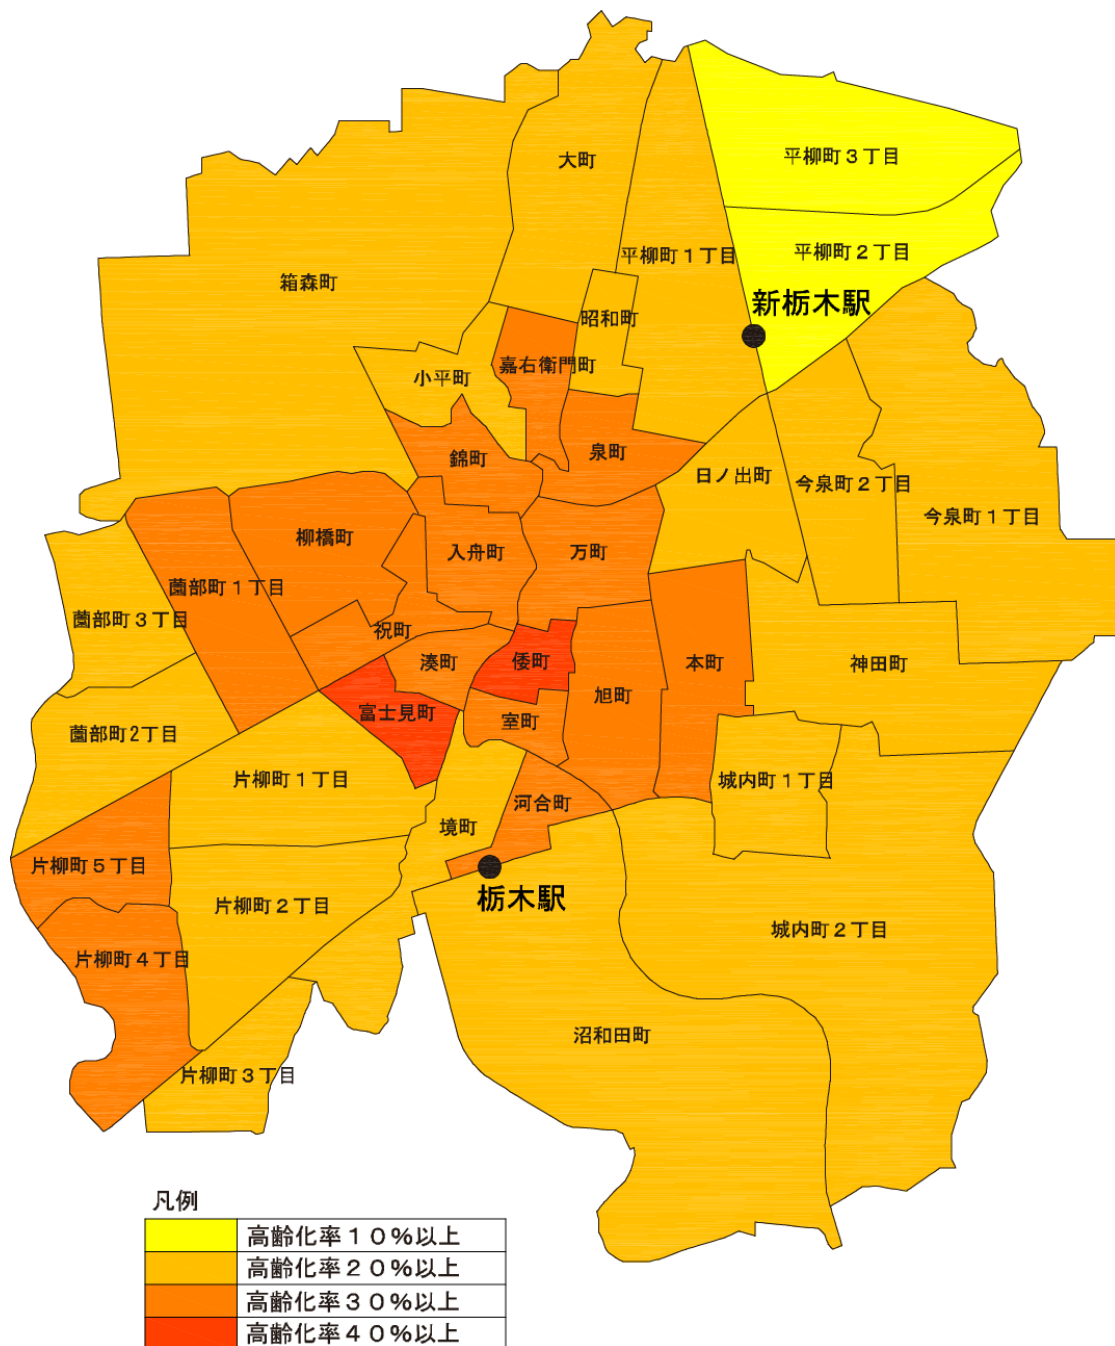 大町
平柳町３丁目
平柳町１丁目
平柳町２丁目
箱森町
新栃木駅
昭和町
嘉右衛門町
小平町
泉町
錦町
日ノ出町
今泉町２丁目
今泉町１丁目
柳橋町
入舟町
万町
薗部町１丁目
薗部町３丁目
祝町
湊町
倭町
旭町
本町
神田町
富士見町
室町
薗部町2丁目
片柳町１丁目
城内町１丁目
河合町
境町
片柳町５丁目
栃木駅
片柳町２丁目
城内町２丁目
片柳町４丁目
沼和田町
片柳町３丁目
凡例
高齢化率１０％以上
高齢化率２０％以上
高齢化率３０％以上
高齢化率４０％以上